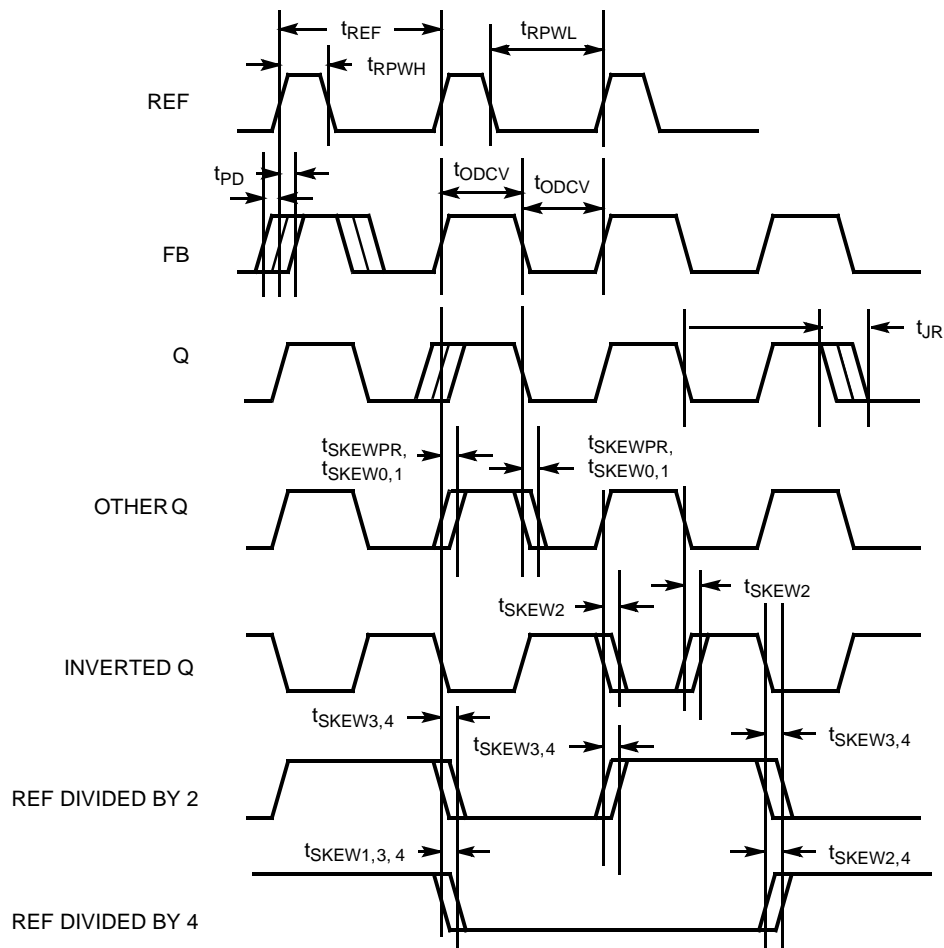 tREF
tRPWL
tRPWH
REF
tPD
tODCV
tODCV
FB
tJR
Q
tSKEWPR,
tSKEW0,1
tSKEWPR,
tSKEW0,1
OTHER Q
tSKEW2
tSKEW2
INVERTED Q
tSKEW3,4
tSKEW3,4
tSKEW3,4
REF DIVIDED BY 2
tSKEW1,3, 4
tSKEW2,4
REF DIVIDED BY 4